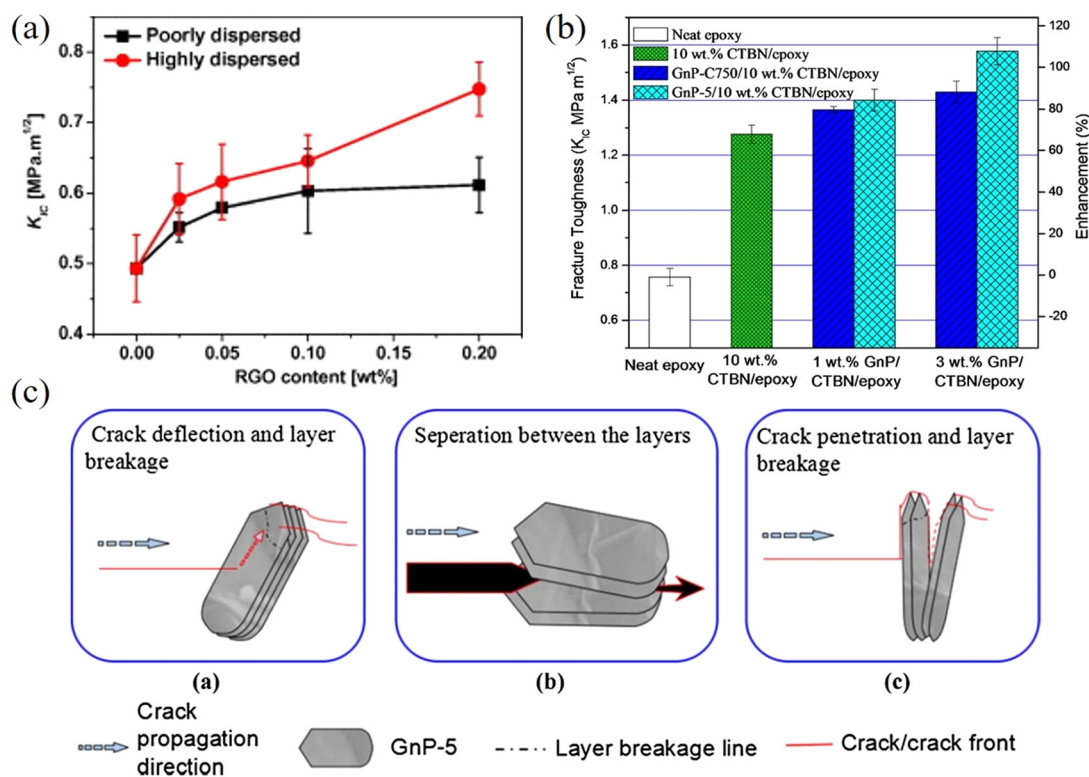 (a)
Poorly dispersed
Highly dispersed
K_IC [MPa.m^1/2]
0.8
0.7
0.6
0.5
0.4
0.00 0.05 0.10 0.15 0.20
RGO content [wt%]
(b)
Neat epoxy
10 wt.% CTBN/epoxy
GnP-C750/10 wt.% CTBN/epoxy
GnP-5/10 wt.% CTBN/epoxy
Fracture Toughness (K_IC MPa m^1/2)
1.6
1.4
1.2
1.0
0.8
0.6
Enhancement (%)
100
80
60
40
20
0
-20
Neat epoxy
10 wt.%
CTBN/epoxy
1 wt.% GnP/
CTBN/epoxy
3 wt.% GnP/
CTBN/epoxy
(c)
Crack deflection and layer
breakage
(a)
Seperation between the layers
(b)
Crack penetration and layer
breakage
(c)
Crack
propagation
direction
GnP-5
Layer breakage line
Crack/crack front